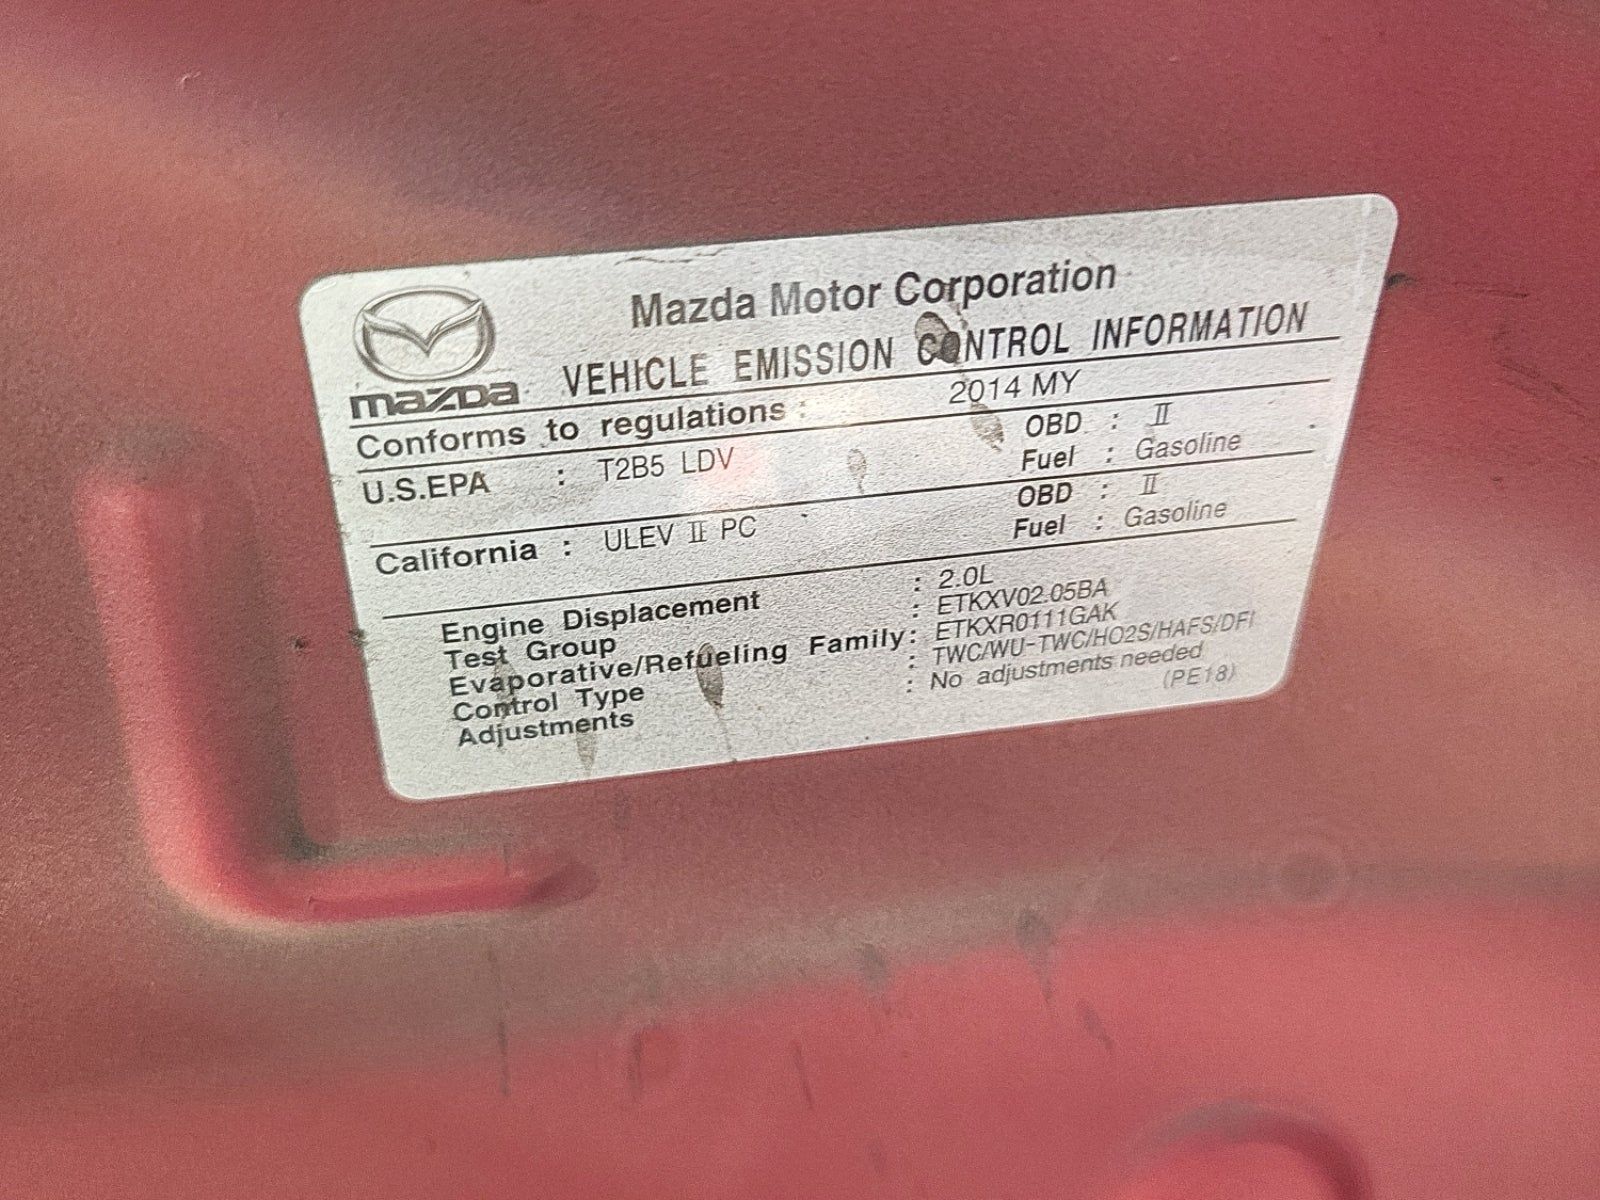 Mazda Motor Corporation
mazda VEHICLE EMISSION CONTROL INFORMATION
Conforms to regulations : 2014 MY
U.S.EPA : T2B5 LDV OBD : II
Fuel : Gasoline
California : ULEV II PC OBD : II
Fuel : Gasoline
Engine Displacement : 2.0L
Test Group : ETKXV02.05BA
Evaporative/Refueling Family: ETKXR0111GAK
Control Type : TWC/WU-TWC/HO2S/HAFS/DFI
Adjustments : No adjustments needed
(PE18)